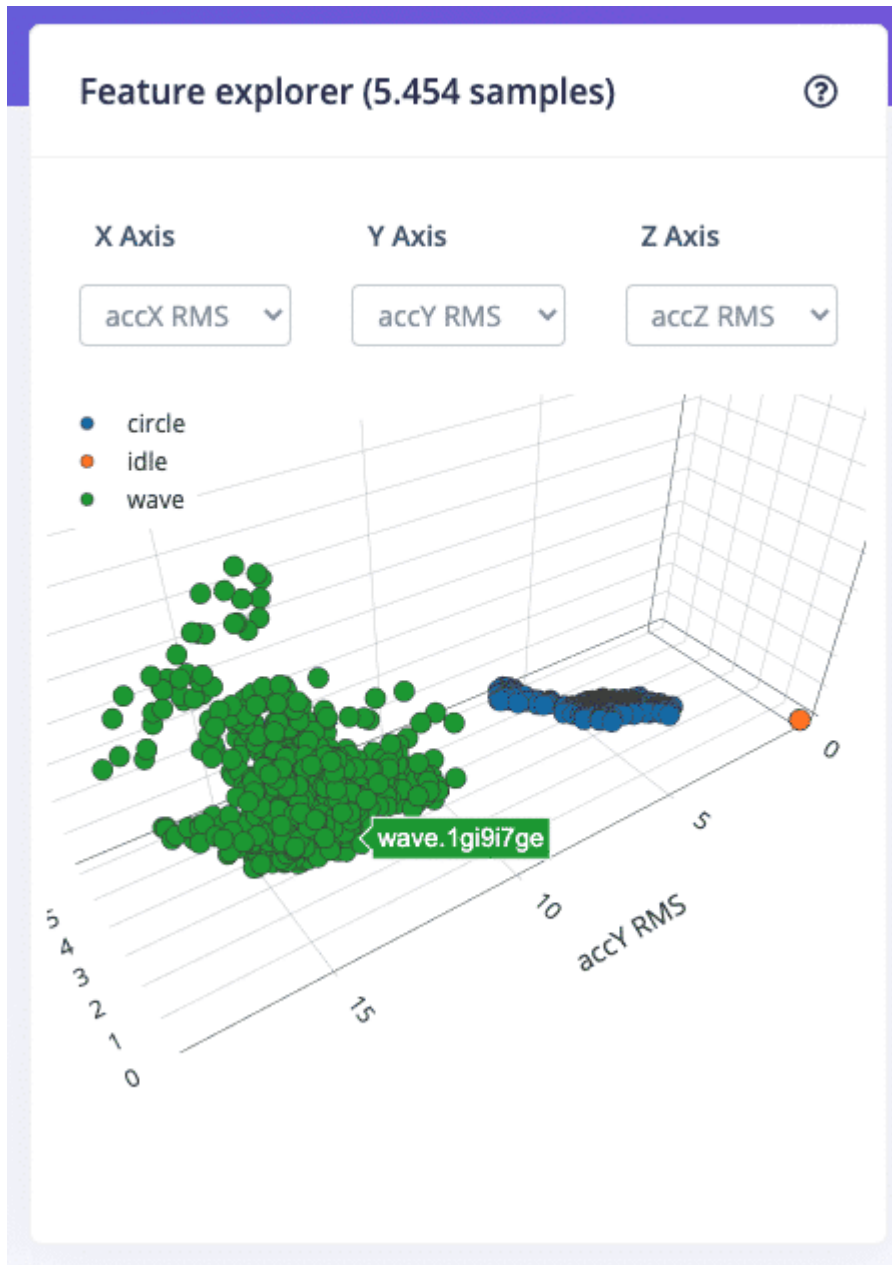 Feature explorer (5.454 samples)
X Axis Y Axis Z Axis
accX RMS accY RMS accZ RMS
circle
idle
wave
wave.1gi9i7ge
0
5
10
15
accY RMS
5
4
3
2
1
0